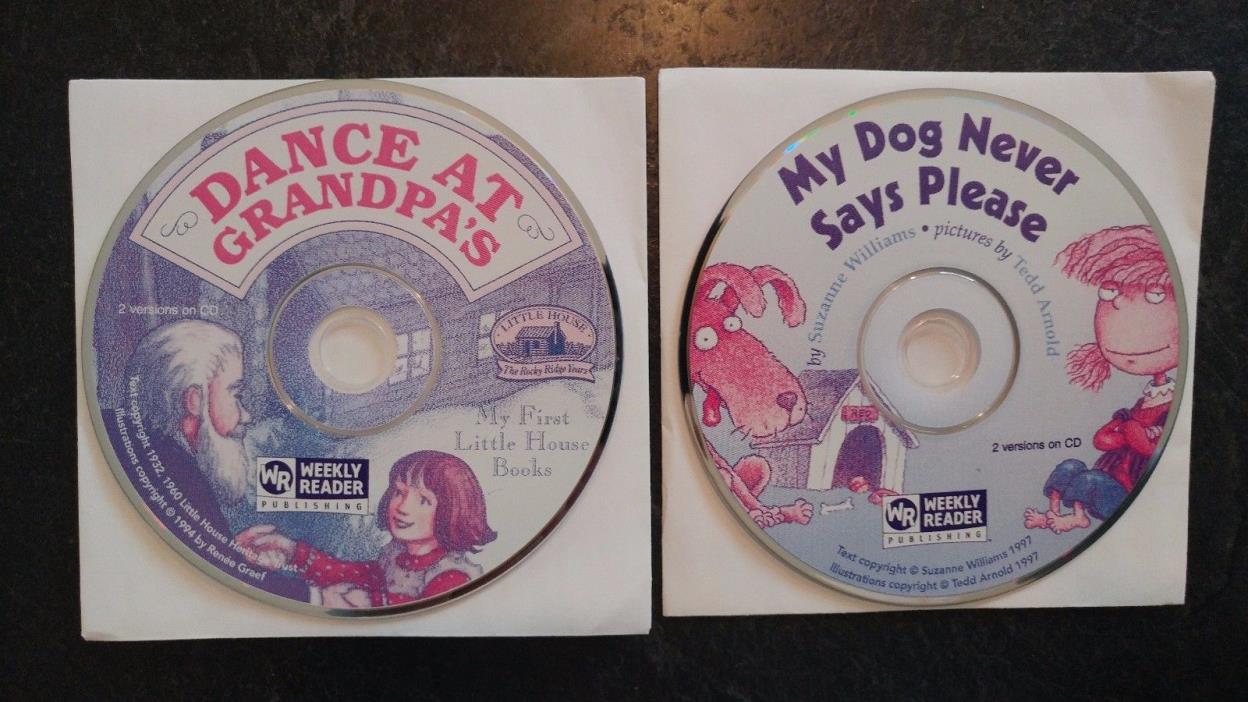 DANCE AT
GRANDPA'S
2 versions on CD
LITTLE HOUSE
The Rocky Ridge Years
My First
Little House
Books
WR WEEKLY
READER
PUBLISHING
Text copyright 1932, 1960 Little House Heritage Trust
Illustrations copyright © 1994 by Renée Graef
My Dog Never
Says Please
by Suzanne Williams • pictures by Tedd Arnold
RED
2 versions on CD
WR WEEKLY
READER
PUBLISHING
Text copyright © Suzanne Williams 1997
Illustrations copyright © Tedd Arnold 1997